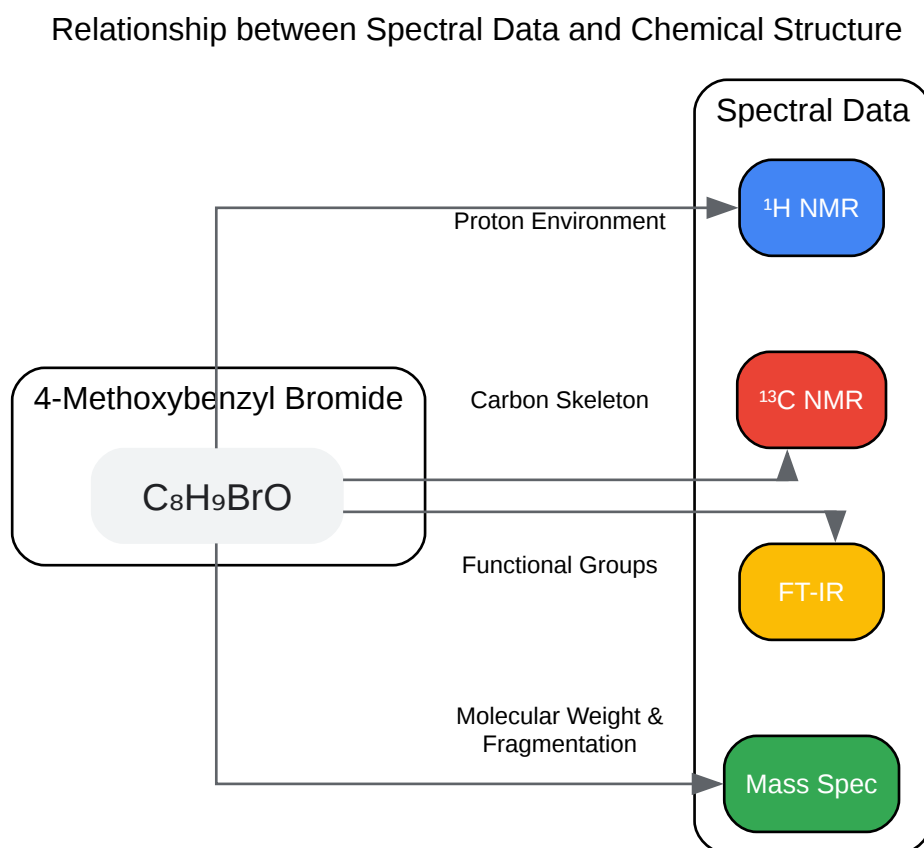 Relationship between Spectral Data and Chemical Structure
Spectral Data
¹H NMR
Proton Environment
4-Methoxybenzyl Bromide
Carbon Skeleton
¹³C NMR
C₈H₉BrO
Functional Groups
FT-IR
Molecular Weight &
Fragmentation
Mass Spec